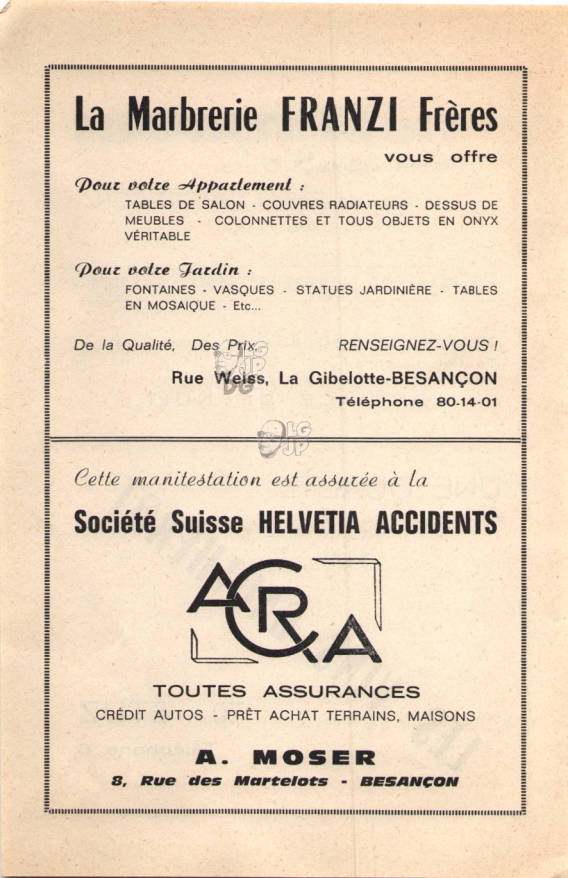 La Marbrerie FRANZI Frères
vous offre
Pour votre Appartement :
TABLES DE SALON - COUVRES RADIATEURS - DESSUS DE
MEUBLES - COLONNETTES ET TOUS OBJETS EN ONYX
VÉRITABLE
Pour votre Jardin :
FONTAINES - VASQUES - STATUES JARDINIÈRE - TABLES
EN MOSAIQUE - Etc...
De la Qualité, Des Prix, RENSEIGNEZ-VOUS !
Rue Weiss, La Gibelotte-BESANÇON
Téléphone 80-14-01
LG
JP
Cette manitestation est assurée à la
Société Suisse HELVETIA ACCIDENTS
ACRA
TOUTES ASSURANCES
CRÉDIT AUTOS - PRÊT ACHAT TERRAINS, MAISONS
A. MOSER
8, Rue des Martelots - BESANÇON